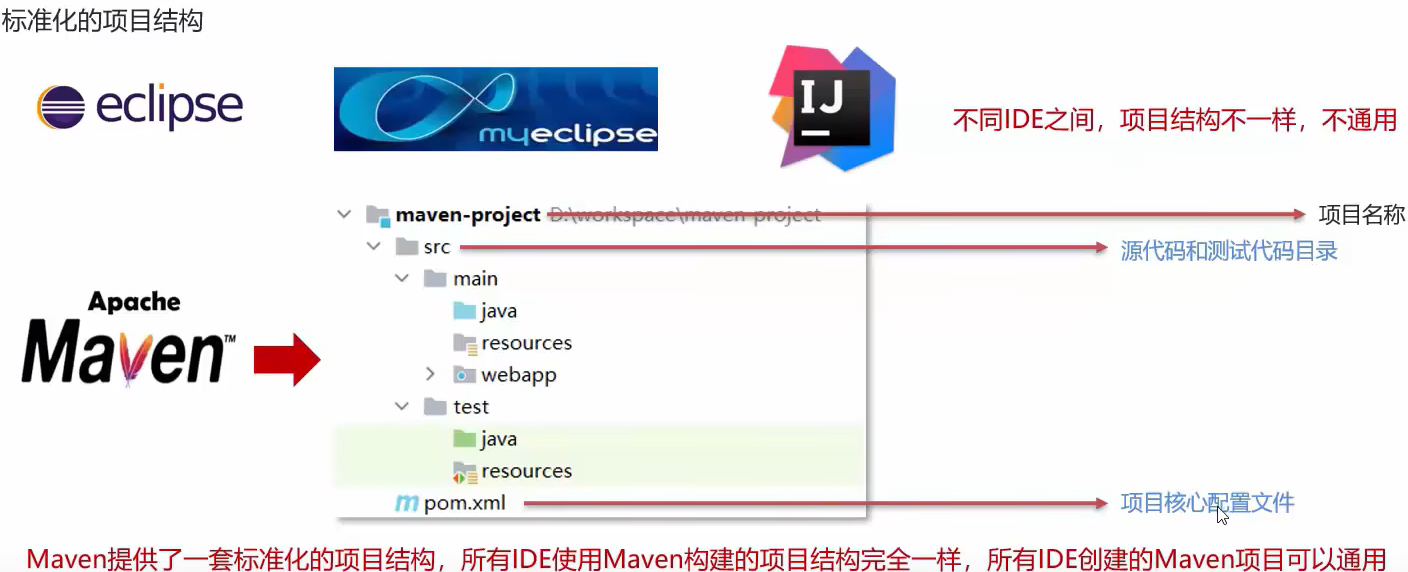 标准化的项目结构
eclipse
myeclipse
IJ
不同IDE之间，项目结构不一样，不通用
maven-project D:\workspace\maven-project
项目名称
src
源代码和测试代码目录
main
java
resources
webapp
test
java
resources
m pom.xml
项目核心配置文件
Apache
Maven™
Maven提供了一套标准化的项目结构，所有IDE使用Maven构建的项目结构完全一样，所有IDE创建的Maven项目可以通用